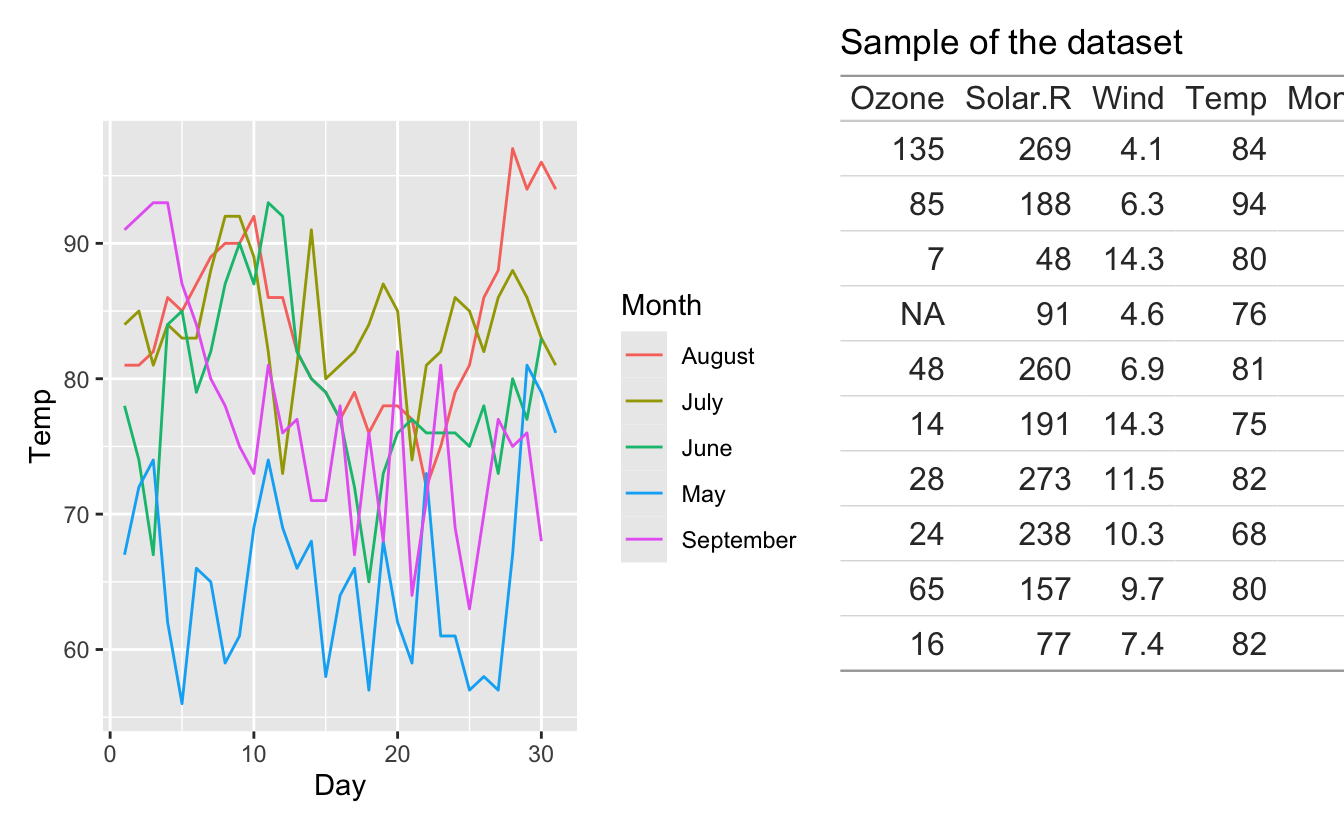 90
80
70
60
Temp
0 10 20 30
Day
Month
August
July
June
May
September
Sample of the dataset
Ozone Solar.R Wind Temp Mon
135 269 4.1 84
85 188 6.3 94
7 48 14.3 80
NA 91 4.6 76
48 260 6.9 81
14 191 14.3 75
28 273 11.5 82
24 238 10.3 68
65 157 9.7 80
16 77 7.4 82